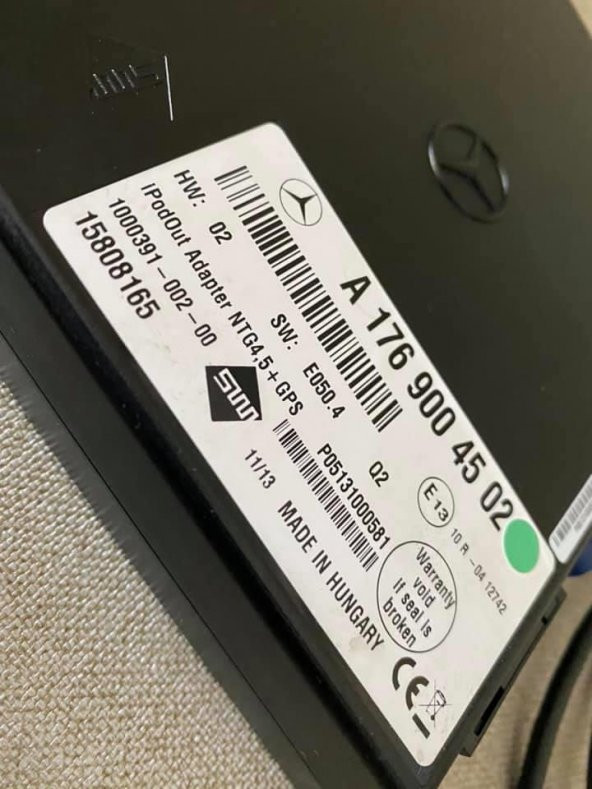 A 176 900 45 02
HW: 02 SW: E050.4 02
iPodOut Adapter NTG4,5+GPS P05131000581
1000391-002-00
15808165
11/13 MADE IN HUNGARY
E13
10 R - 04 12742
Warranty
void
if seal is
broken
CE